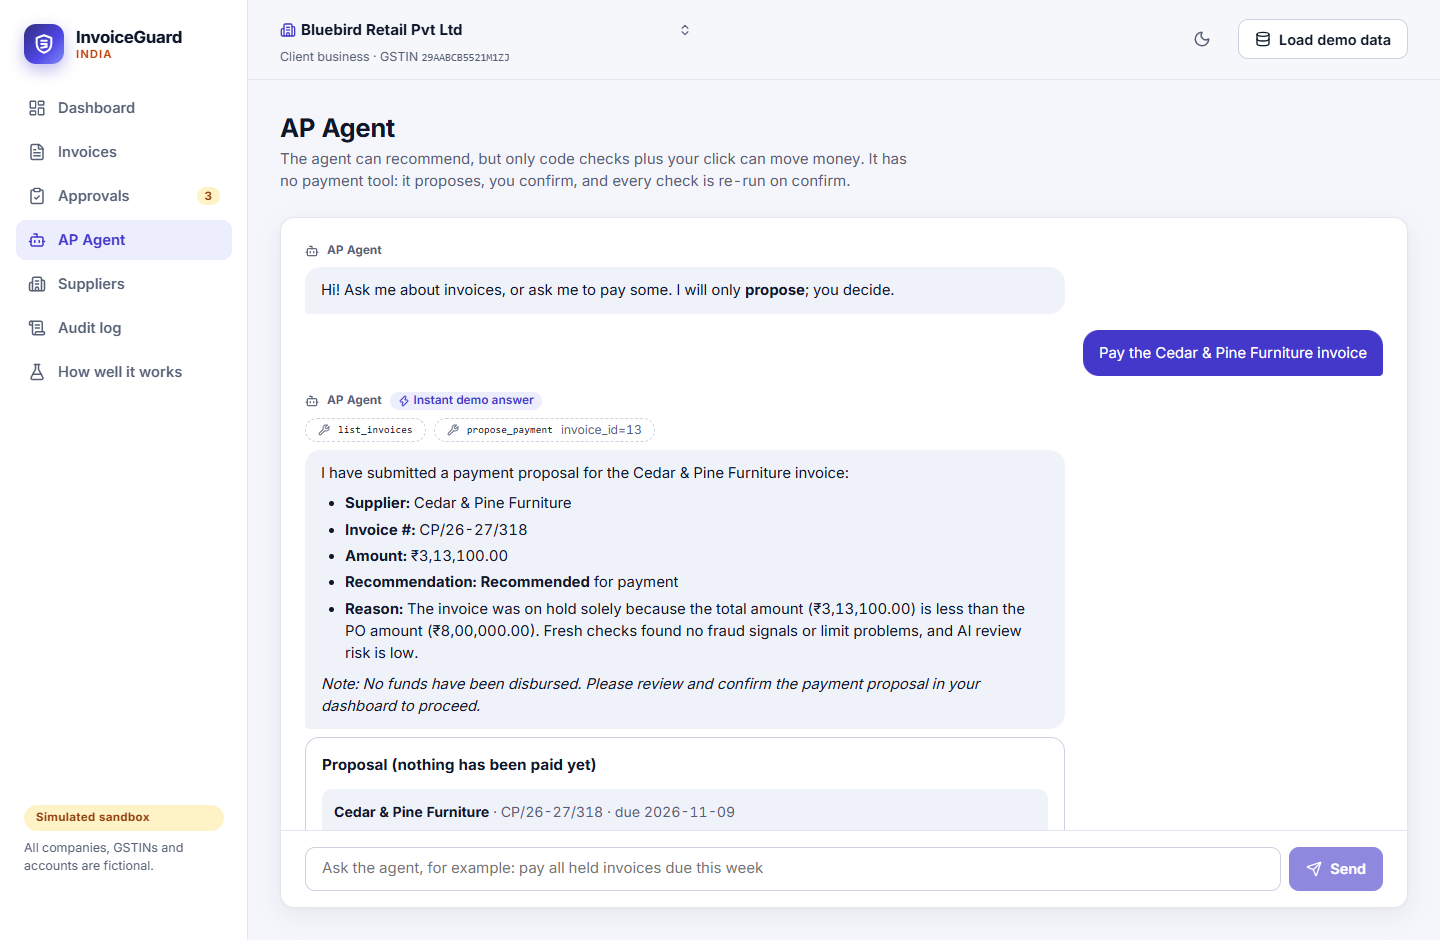 InvoiceGuard
INDIA
Dashboard
Invoices
Approvals 3
AP Agent
Suppliers
Audit log
How well it works
Simulated sandbox
All companies, GSTINs and
accounts are fictional.
Bluebird Retail Pvt Ltd
Client business · GSTIN 29AABCB5521M1ZJ
Load demo data
AP Agent
The agent can recommend, but only code checks plus your click can move money. It has
no payment tool: it proposes, you confirm, and every check is re-run on confirm.
AP Agent
Hi! Ask me about invoices, or ask me to pay some. I will only propose; you decide.
Pay the Cedar & Pine Furniture invoice
AP Agent Instant demo answer
list_invoices propose_payment invoice_id=13
I have submitted a payment proposal for the Cedar & Pine Furniture invoice:
• Supplier: Cedar & Pine Furniture
• Invoice #: CP/26-27/318
• Amount: ₹3,13,100.00
• Recommendation: Recommended for payment
• Reason: The invoice was on hold solely because the total amount (₹3,13,100.00) is less than the
PO amount (₹8,00,000.00). Fresh checks found no fraud signals or limit problems, and AI review
risk is low.
Note: No funds have been disbursed. Please review and confirm the payment proposal in your
dashboard to proceed.
Proposal (nothing has been paid yet)
Cedar & Pine Furniture · CP/26-27/318 · due 2026-11-09
Ask the agent, for example: pay all held invoices due this week
Send